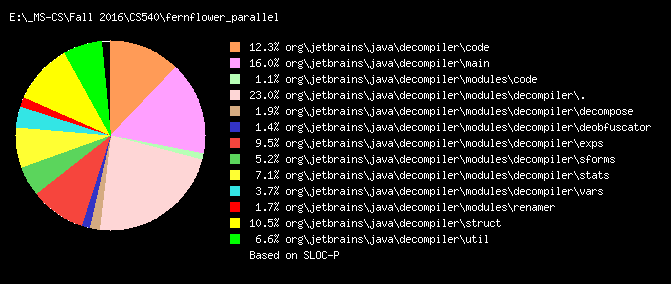 E:\_MS-CS\Fall 2016\CS540\fernflower_parallel
12.3% org\jetbrains\java\decompiler\code
16.0% org\jetbrains\java\decompiler\main
1.1% org\jetbrains\java\decompiler\modules\code
23.0% org\jetbrains\java\decompiler\modules\decompiler\.
1.9% org\jetbrains\java\decompiler\modules\decompiler\decompose
1.4% org\jetbrains\java\decompiler\modules\decompiler\deobfuscator
9.5% org\jetbrains\java\decompiler\modules\decompiler\exps
5.2% org\jetbrains\java\decompiler\modules\decompiler\sforms
7.1% org\jetbrains\java\decompiler\modules\decompiler\stats
3.7% org\jetbrains\java\decompiler\modules\decompiler\vars
1.7% org\jetbrains\java\decompiler\modules\renamer
10.5% org\jetbrains\java\decompiler\struct
6.6% org\jetbrains\java\decompiler\util
Based on SLOC-P